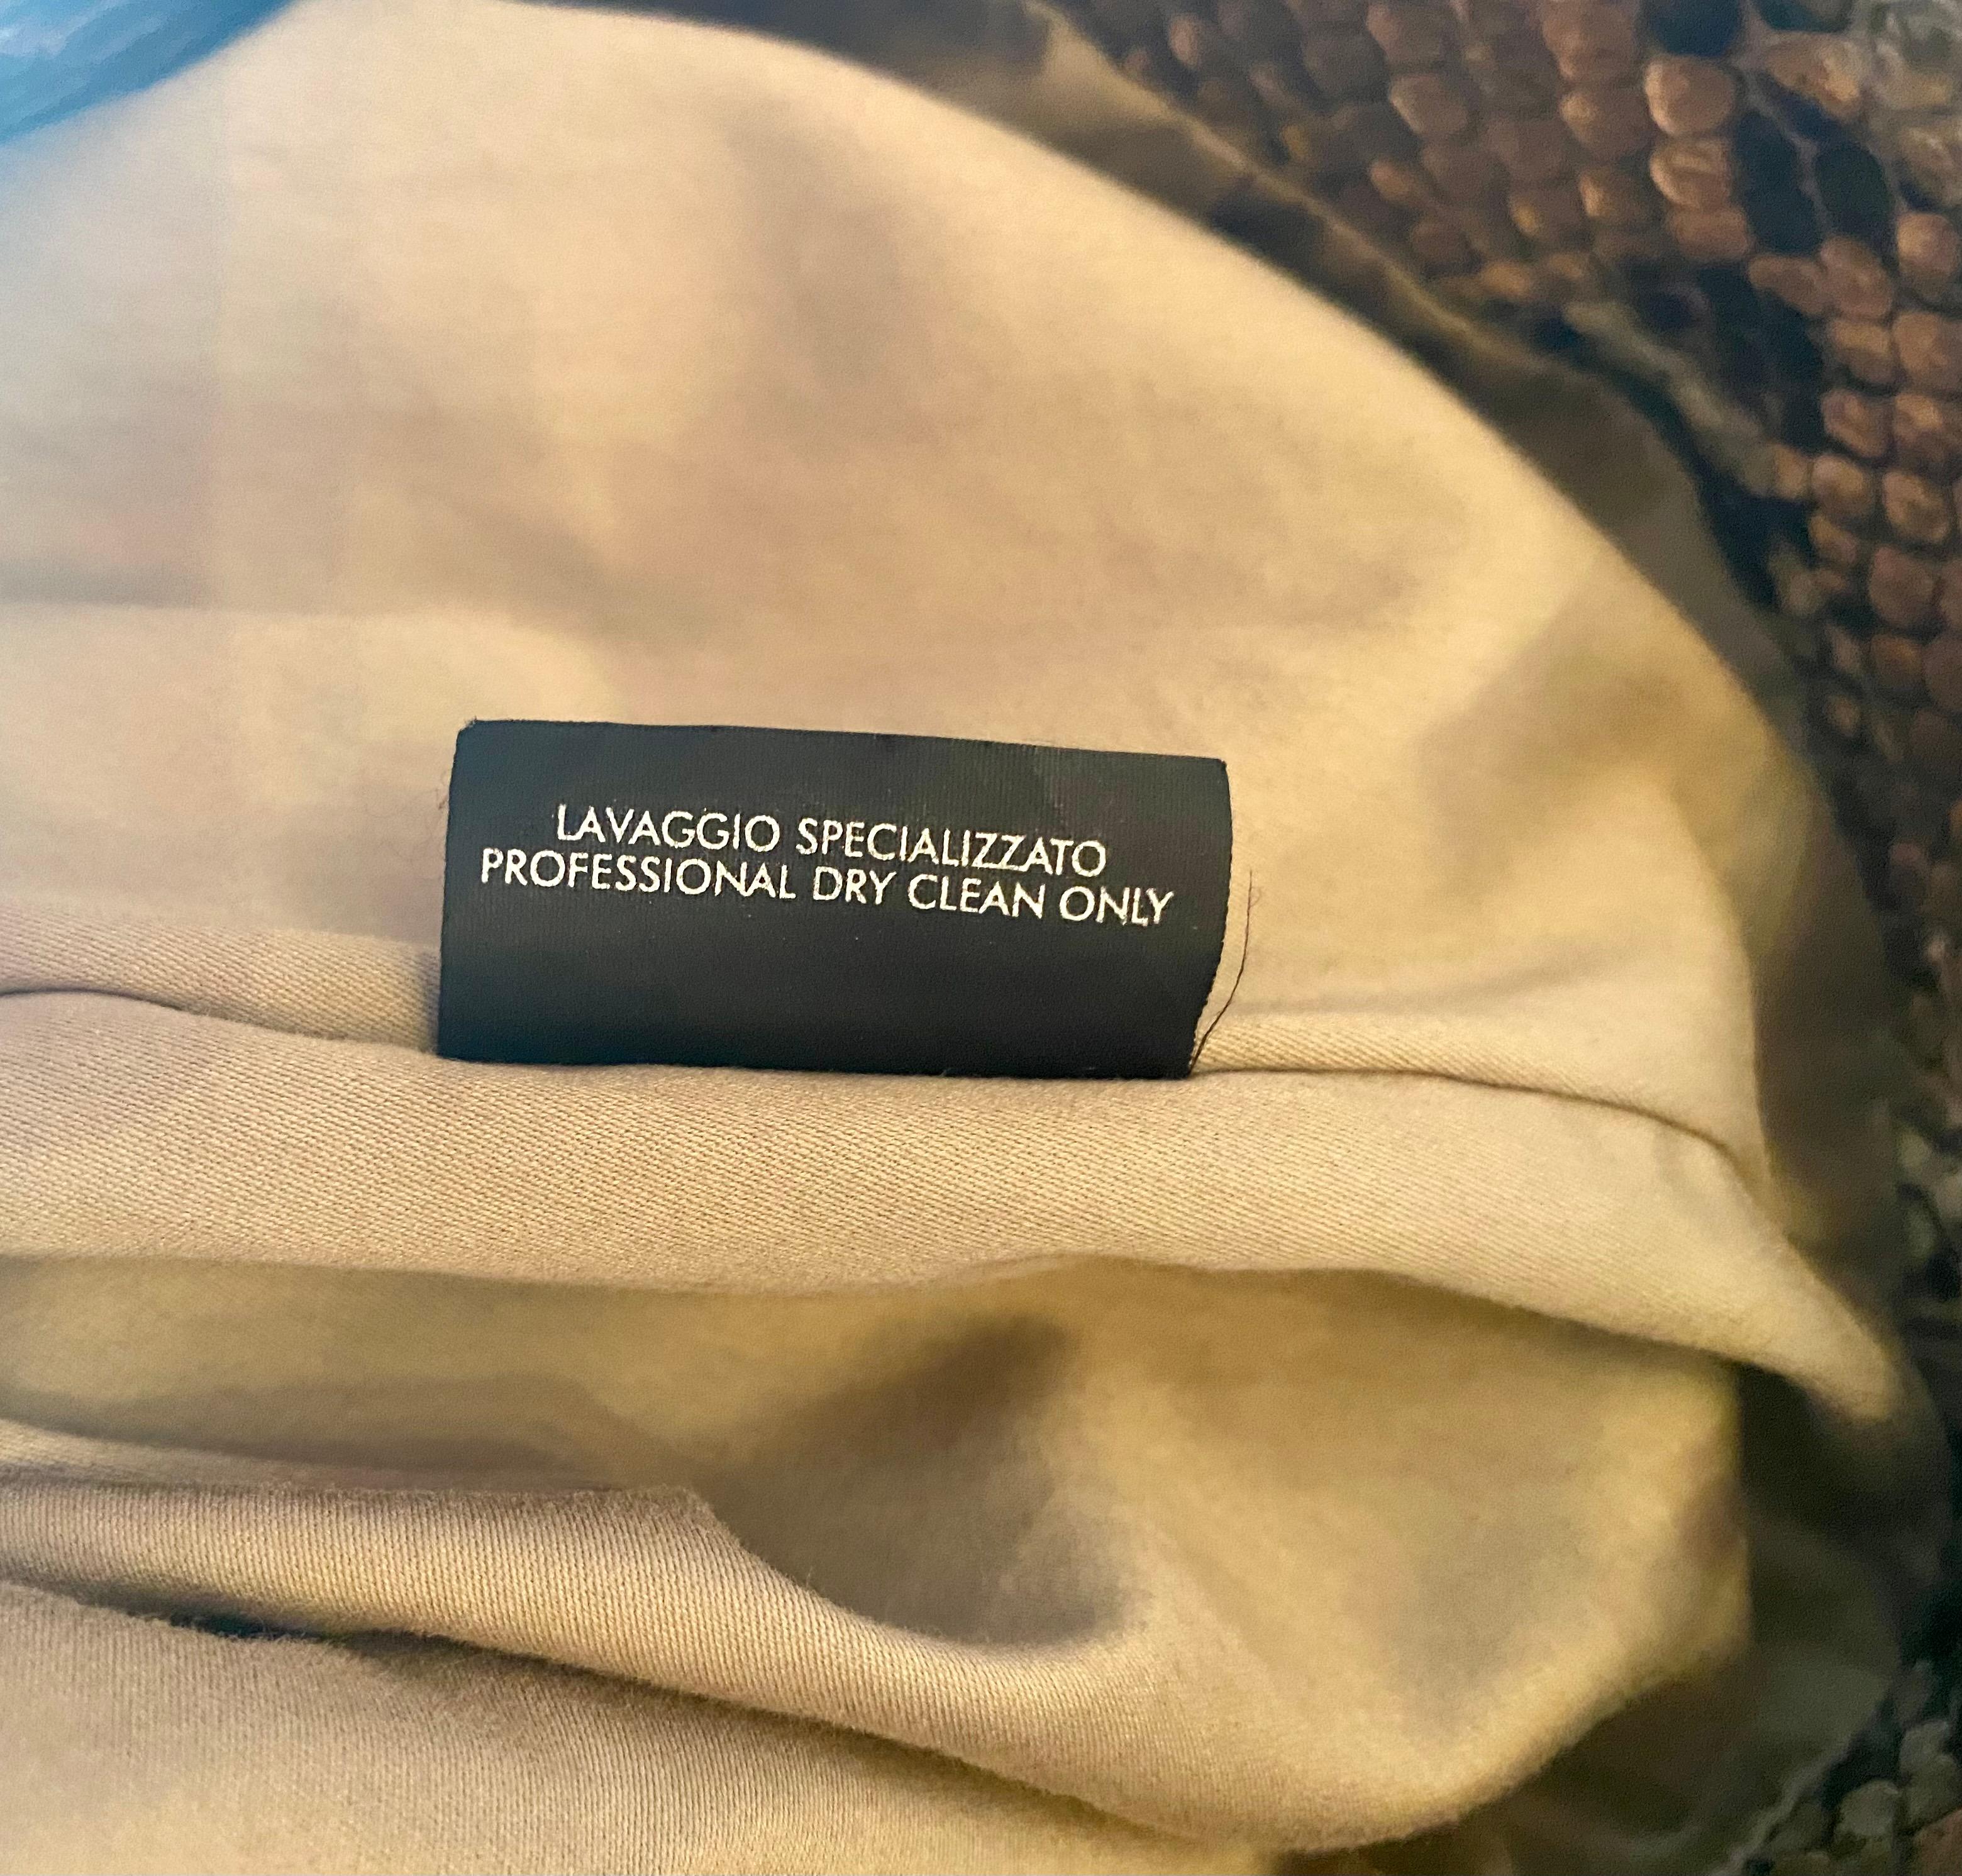 LAVAGGIO SPECIALIZZATO
PROFESSIONAL DRY CLEAN ONLY